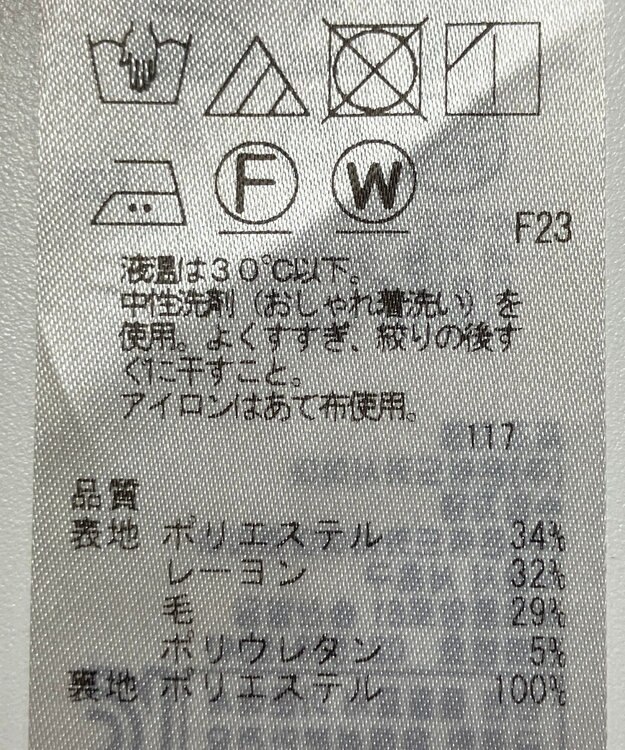 F
W
F23
液温は30℃以下。
中性洗剤（おしゃれ着洗い）を
使用。よくすすぎ、絞りの後す
ぐに干すこと。
アイロンはあて布使用。
117
品質
表地 ポリエステル 34%
レーヨン 32%
毛 29%
ポリウレタン 5%
裏地 ポリエステル 100%